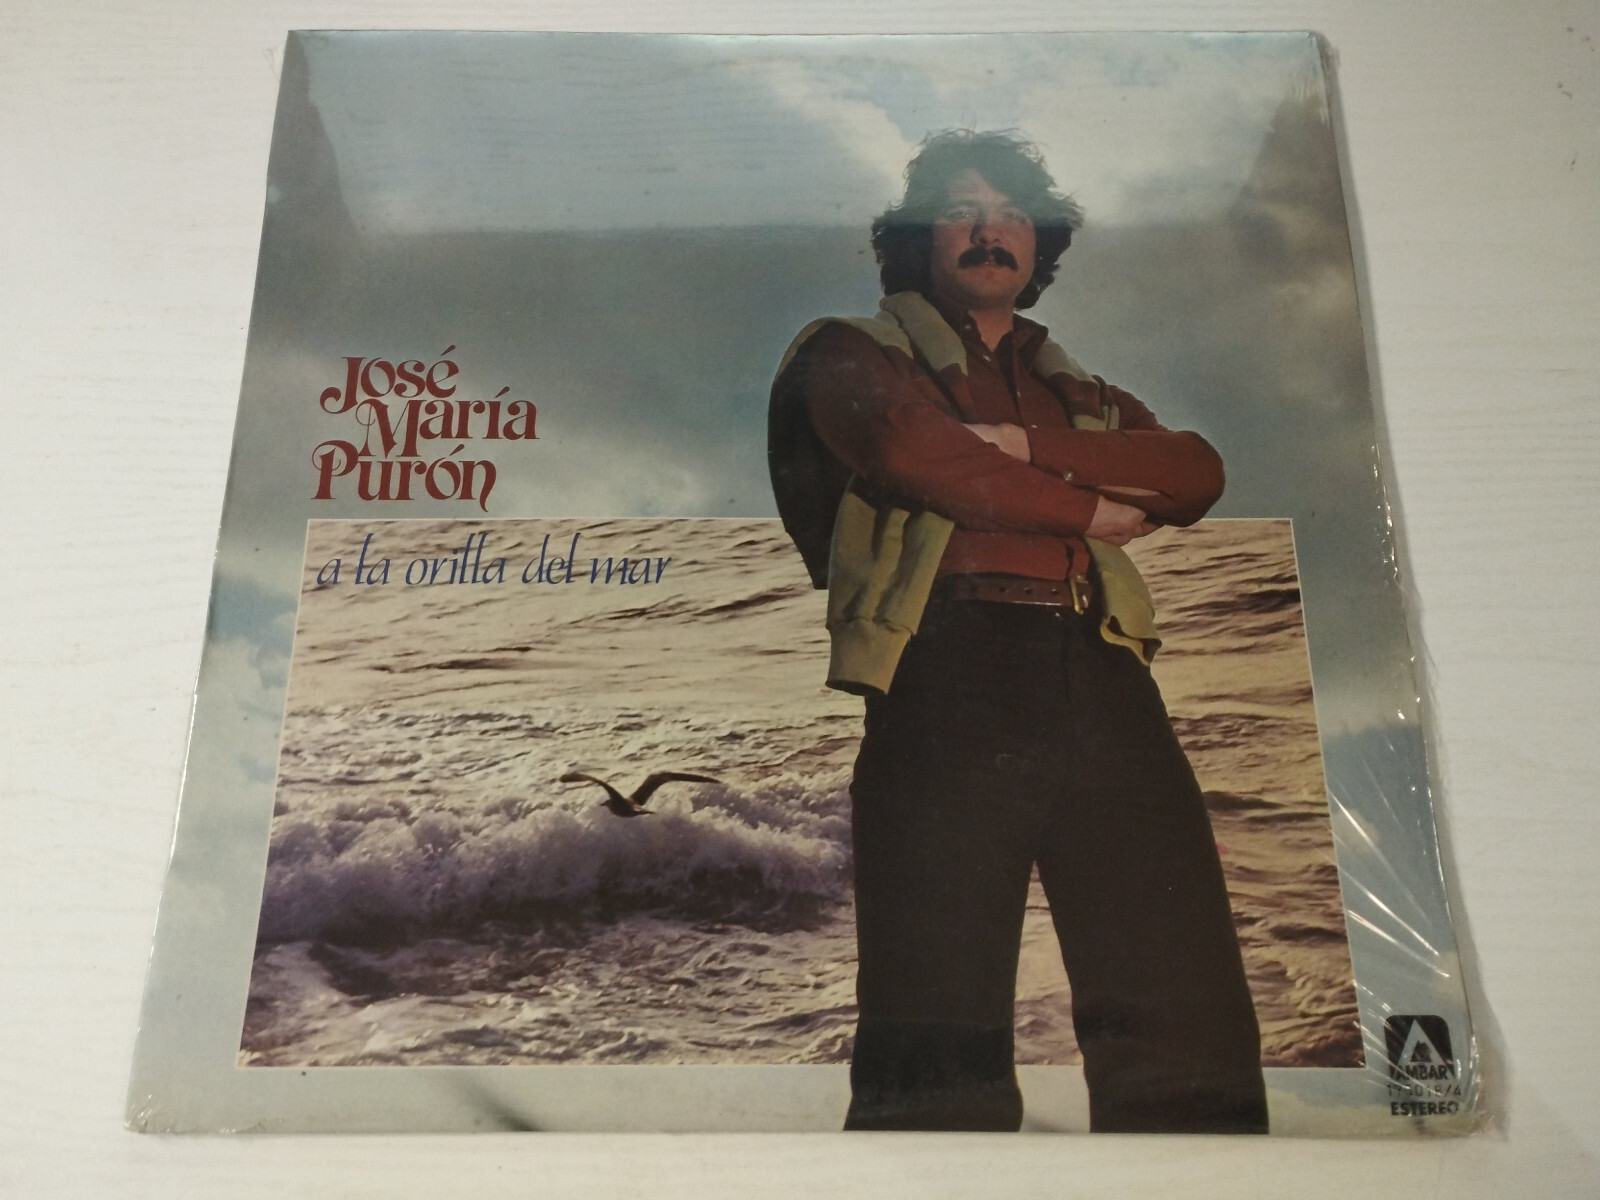 José
María
Purón
a la orilla del mar
AMBAR
ESTEREO